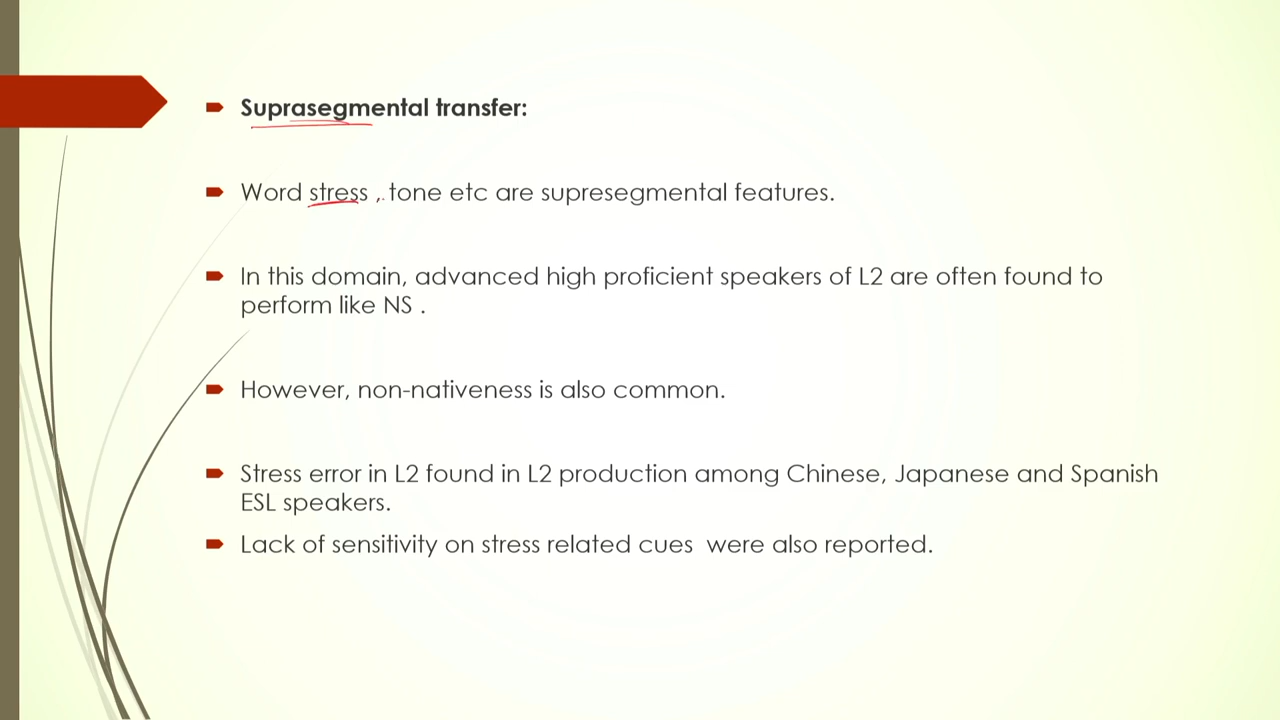 Suprasegmental transfer:
Word stress , tone etc are supresegmental features.
In this domain, advanced high proficient speakers of L2 are often found to
perform like NS .
However, non-nativeness is also common.
Stress error in L2 found in L2 production among Chinese, Japanese and Spanish
ESL speakers.
Lack of sensitivity on stress related cues  were also reported.